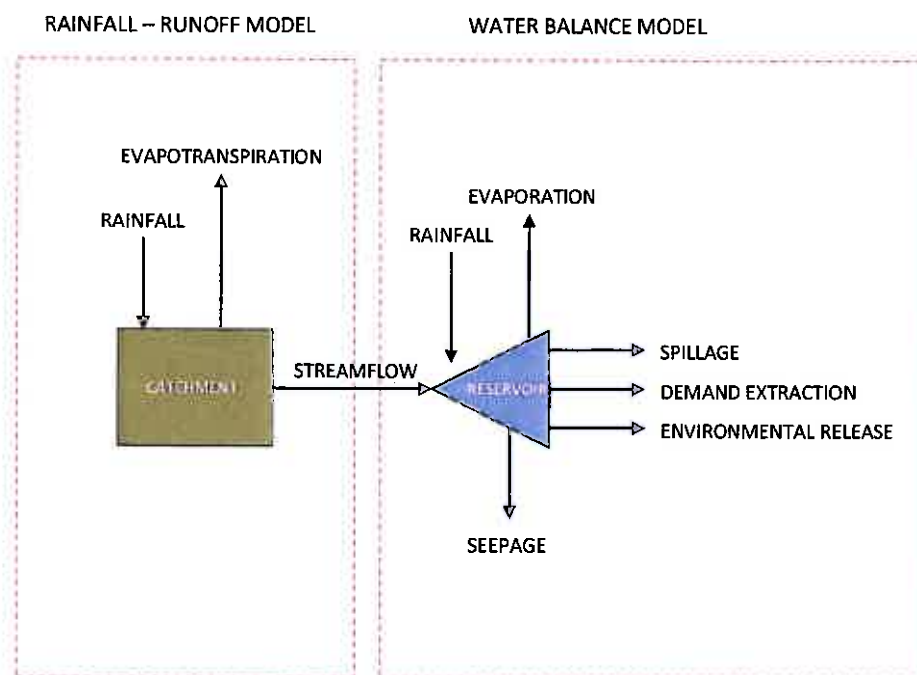 RAINFALL – RUNOFF MODEL
WATER BALANCE MODEL
EVAPOTRANSPIRATION
RAINFALL
CATCHMENT
STREAMFLOW
EVAPORATION
RAINFALL
RESERVOIR
SPILLAGE
DEMAND EXTRACTION
ENVIRONMENTAL RELEASE
SEEPAGE